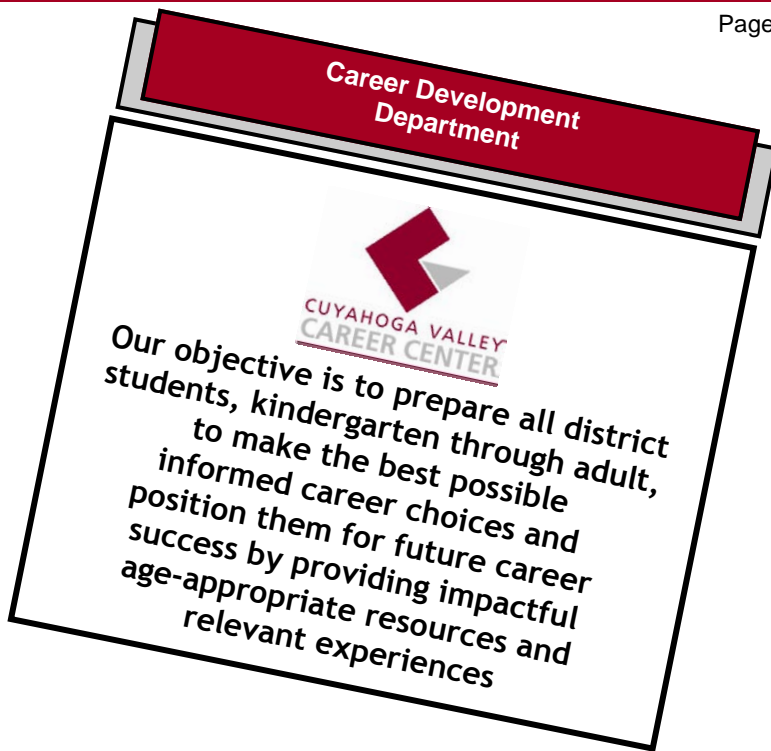 Page
Career Development
Department
CUYAHOGA VALLEY
CAREER CENTER
Our objective is to prepare all district
students, kindergarten through adult,
to make the best possible
informed career choices and
position them for future career
success by providing impactful
age-appropriate resources and
relevant experiences